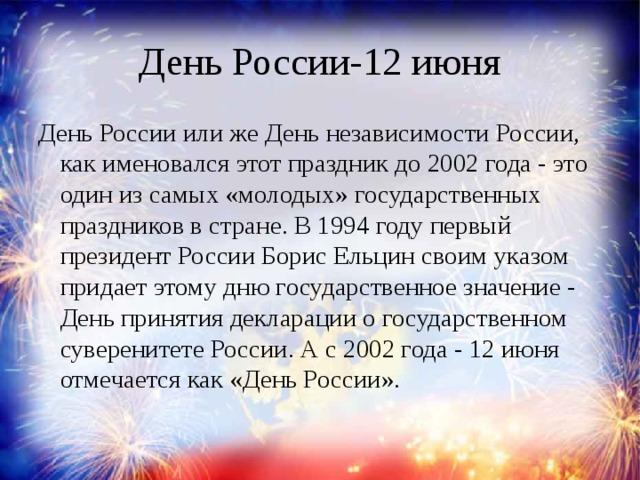 День России-12 июня
День России или же День независимости России,
как именовался этот праздник до 2002 года - это
один из самых «молодых» государственных
праздников в стране. В 1994 году первый
президент России Борис Ельцин своим указом
придает этому дню государственное значение -
День принятия декларации о государственном
суверенитете России. А с 2002 года - 12 июня
отмечается как «День России».